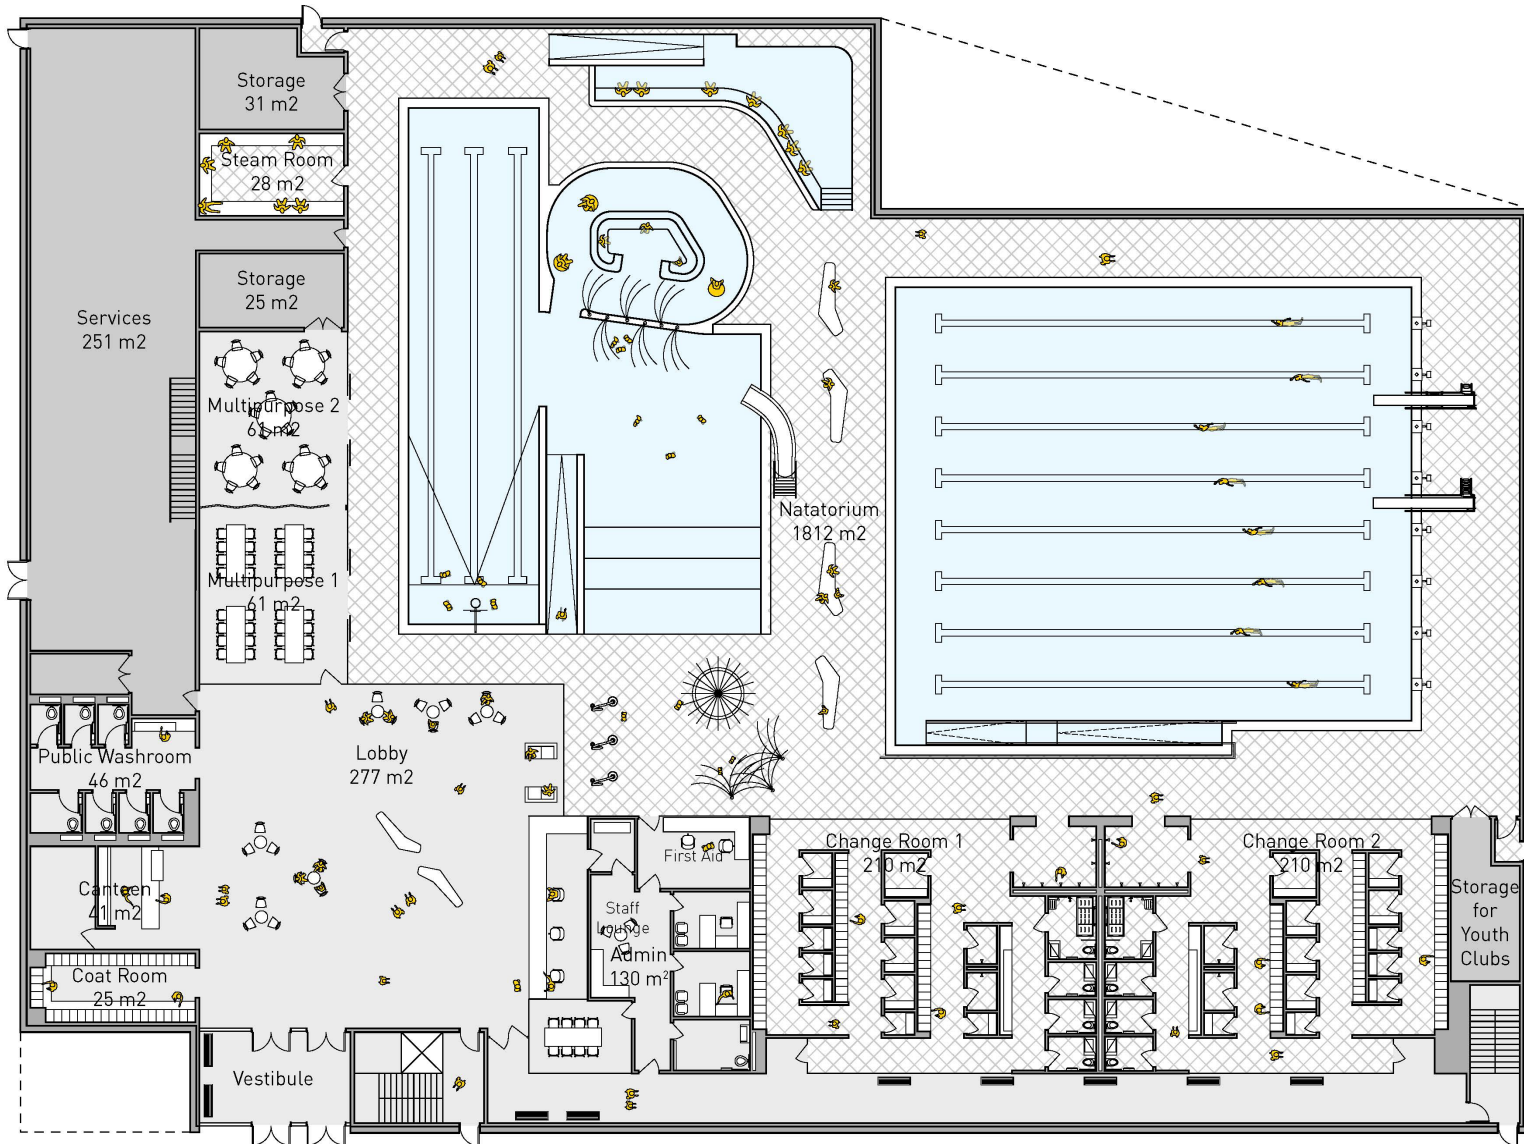 Storage
31 m2
Steam Room
28 m2
Storage
25 m2
Services
251 m2
Multipurpose 2
61 m2
Natatorium
1812 m2
Multipurpose 1
61 m2
Lobby
277 m2
Public Washroom
46 m2
Change Room 1
210 m2
Change Room 2
210 m2
First Aid
Canteen
41 m2
Storage
for
Youth
Clubs
Staff
Lounge
Admin
130 m²
Coat Room
25 m2
Vestibule